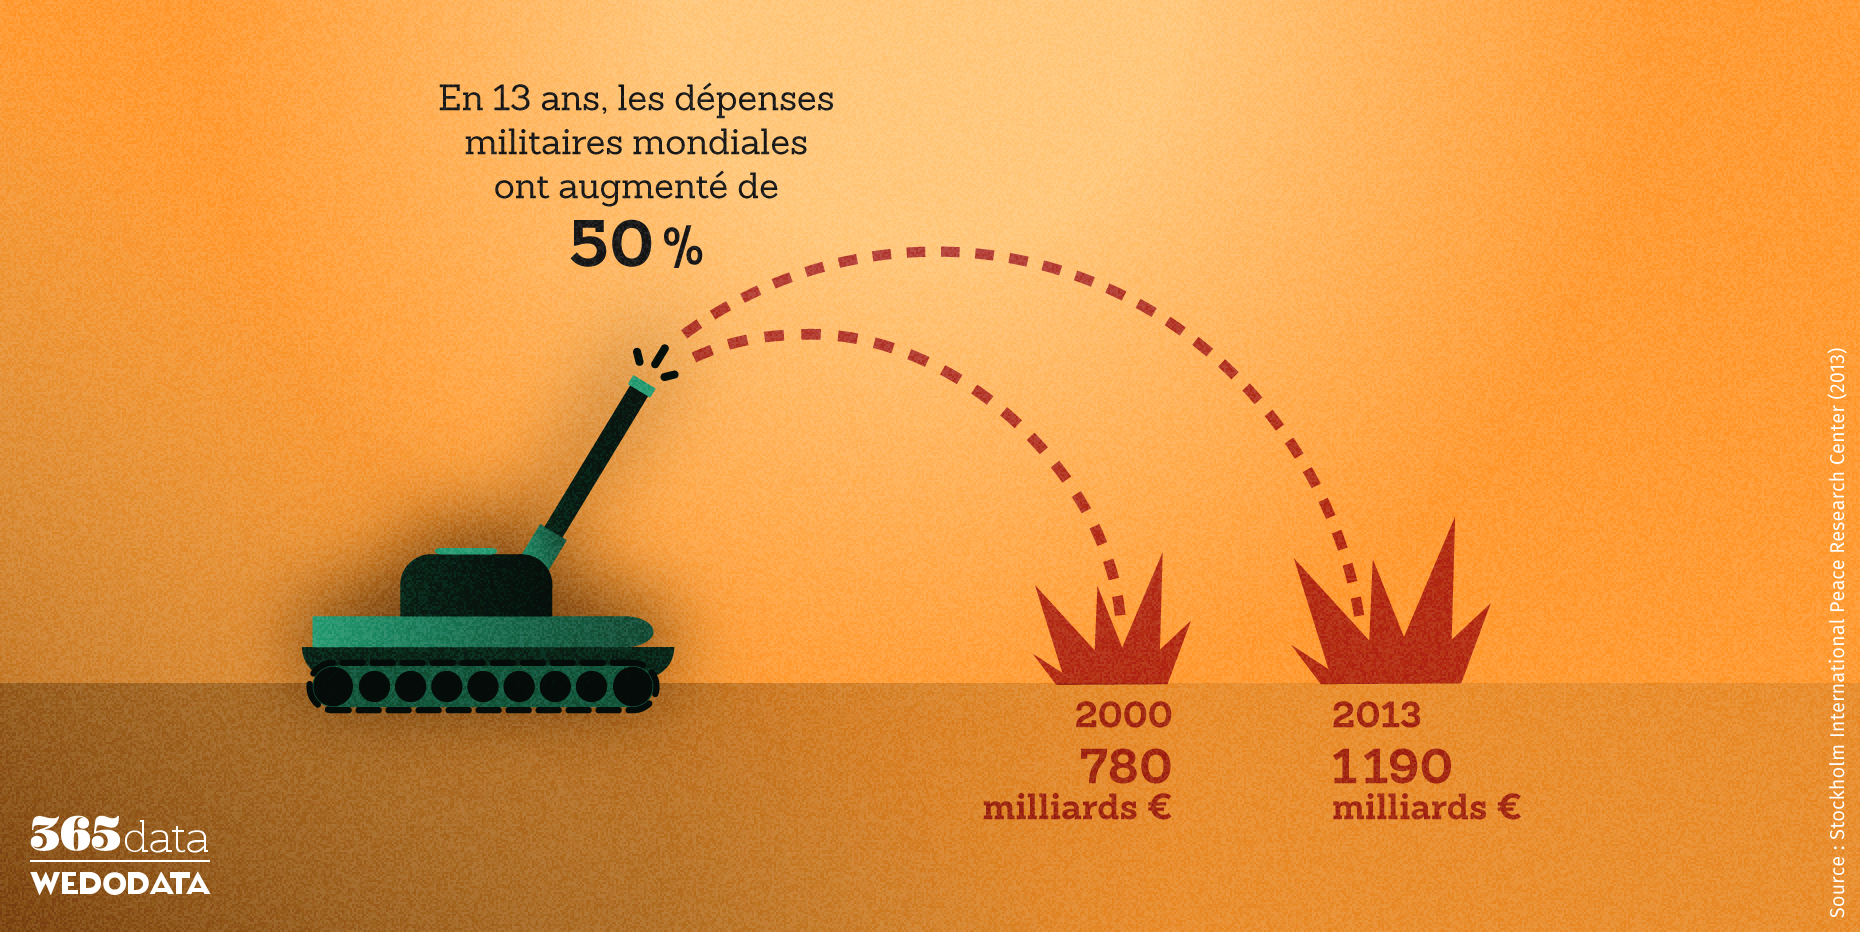 En 13 ans, les dépenses
militaires mondiales
ont augmenté de
50 %
2000
780
milliards €
2013
1190
milliards €
365data
WEDODATA
Source : Stockholm International Peace Research Center (2013)